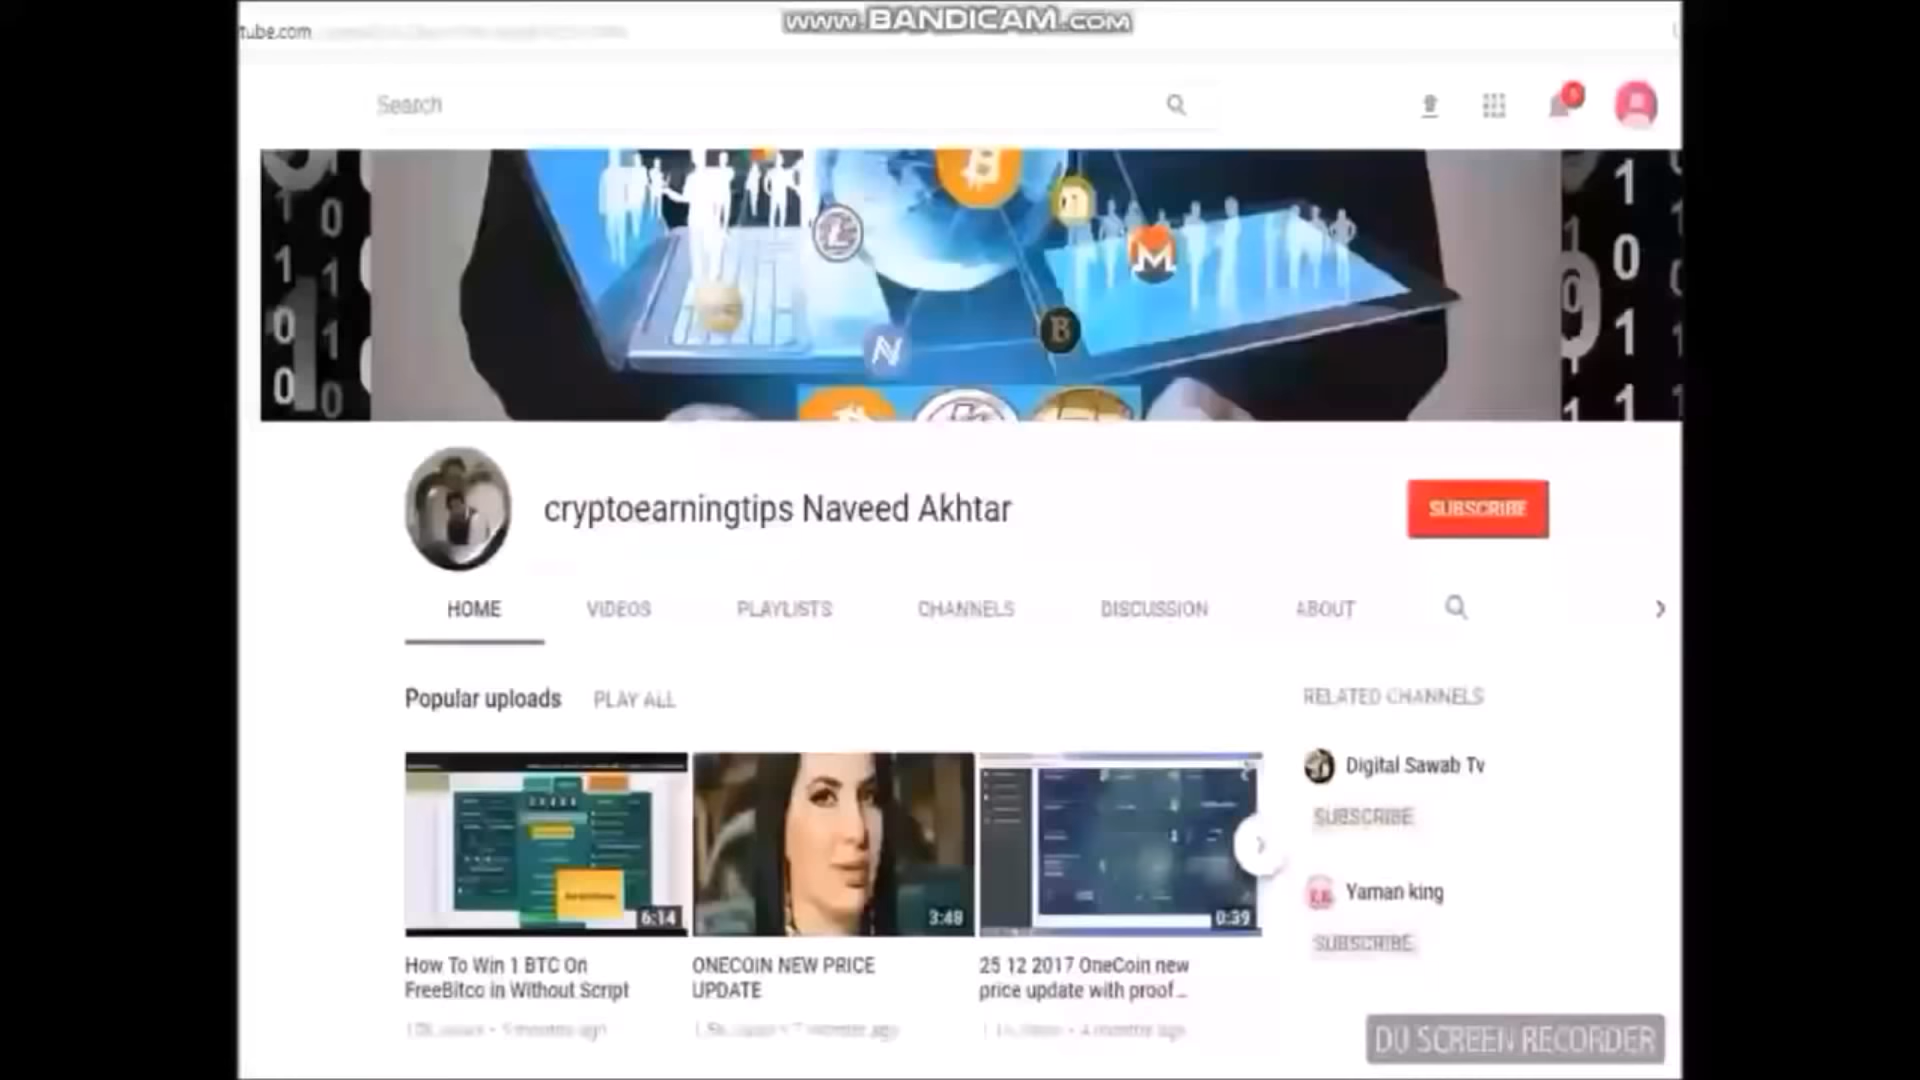 www.BANDICAM.com
tube.com
Search
cryptoearningtips Naveed Akhtar
SUBSCRIBE
HOME VIDEOS PLAYLISTS CHANNELS DISCUSSION ABOUT
Popular uploads PLAY ALL
6:14
3:48
0:39
How To Win 1 BTC On
FreeBitco in Without Script
ONECOIN NEW PRICE
UPDATE
25 12 2017 OneCoin new
price update with proof...
RELATED CHANNELS
Digital Sawab Tv
SUBSCRIBE
Yaman king
SUBSCRIBE
DU SCREEN RECORDER